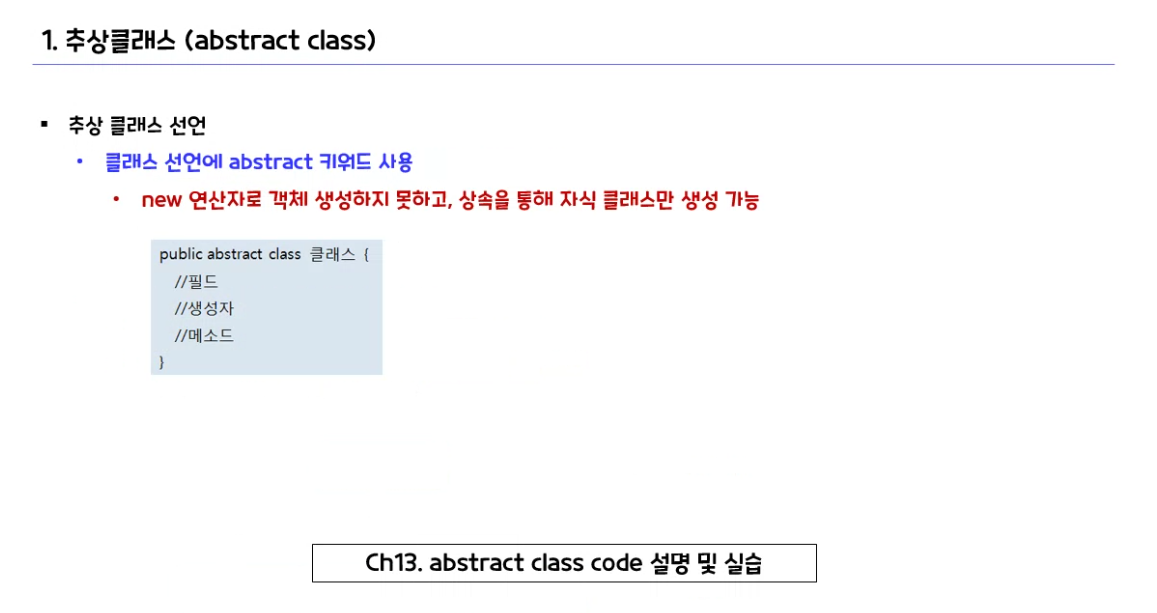 1. 추상클래스 (abstract class)
▪ 추상 클래스 선언
• 클래스 선언에 abstract 키워드 사용
• new 연산자로 객체 생성하지 못하고, 상속을 통해 자식 클래스만 생성 가능
public abstract class 클래스 {
//필드
//생성자
//메소드
}
Ch13. abstract class code 설명 및 실습